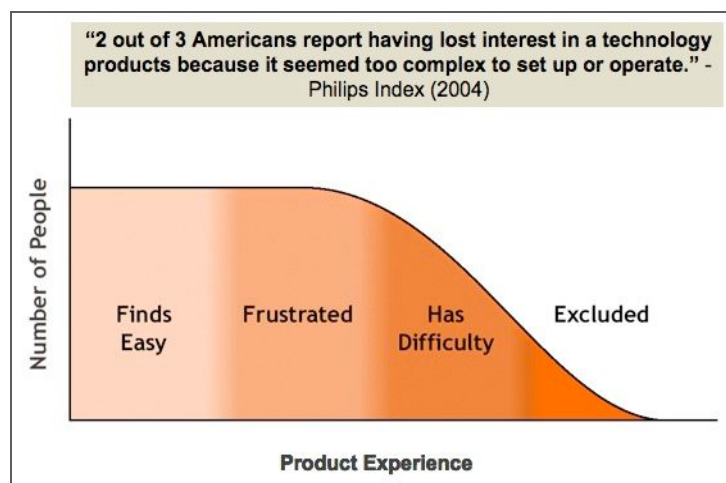 “2 out of 3 Americans report having lost interest in a technology
products because it seemed too complex to set up or operate.” -
Philips Index (2004)
Number of People
Finds
Easy
Frustrated
Has
Difficulty
Excluded
Product Experience